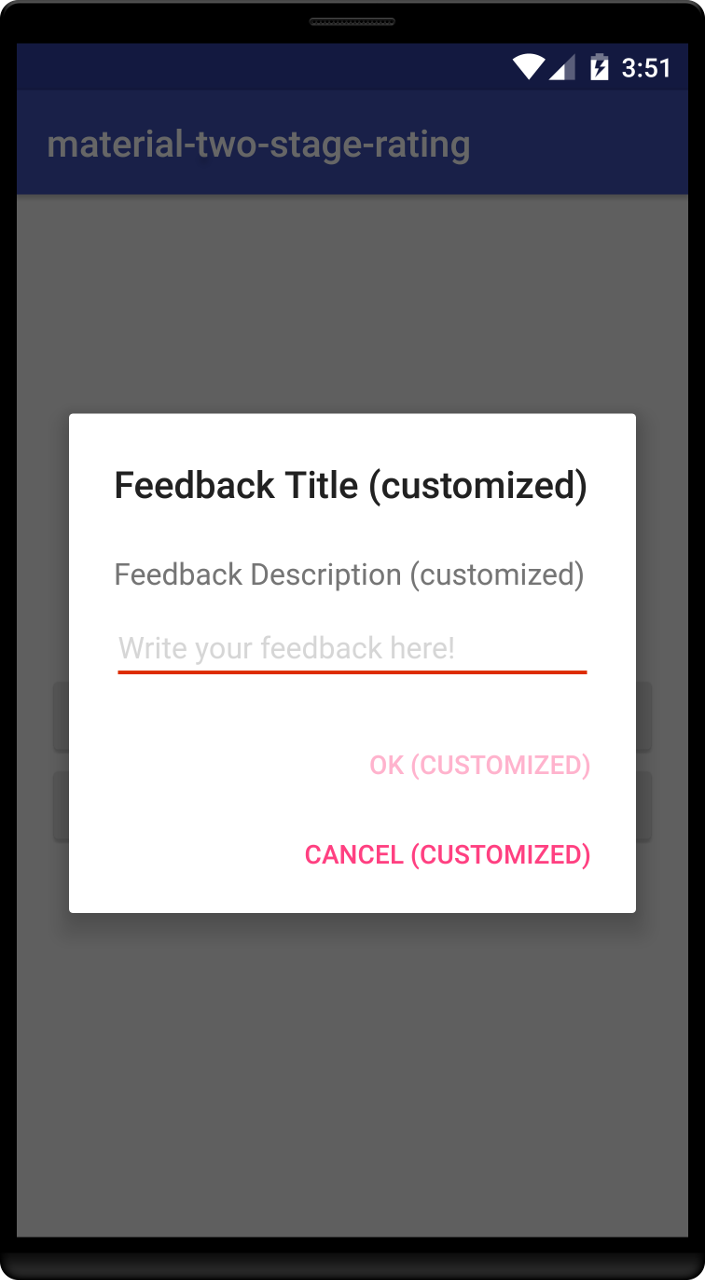 3:51
material-two-stage-rating
Feedback Title (customized)
Feedback Description (customized)
Write your feedback here!
OK (CUSTOMIZED)
CANCEL (CUSTOMIZED)